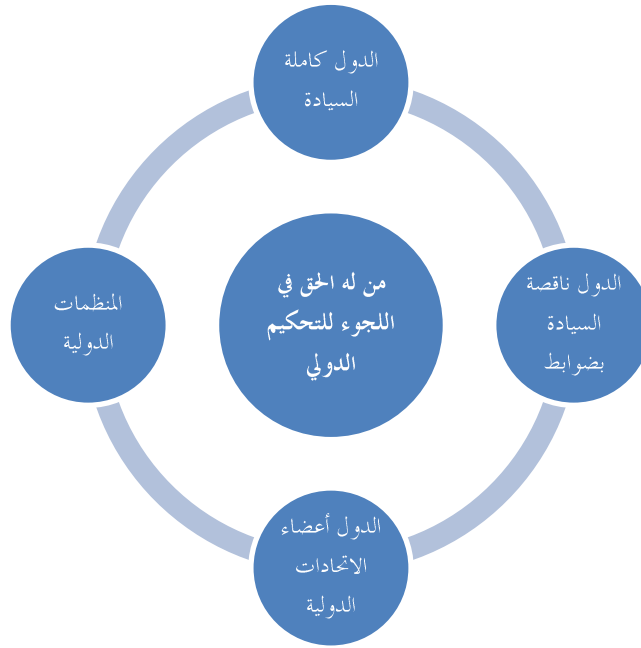 الدول كاملة
السيادة
من له الحق في
اللجوء للتحكيم
الدولي
الدول ناقصة
السيادة
بضوابط
الدول أعضاء
الاتحادات
الدولية
المنظمات
الدولية